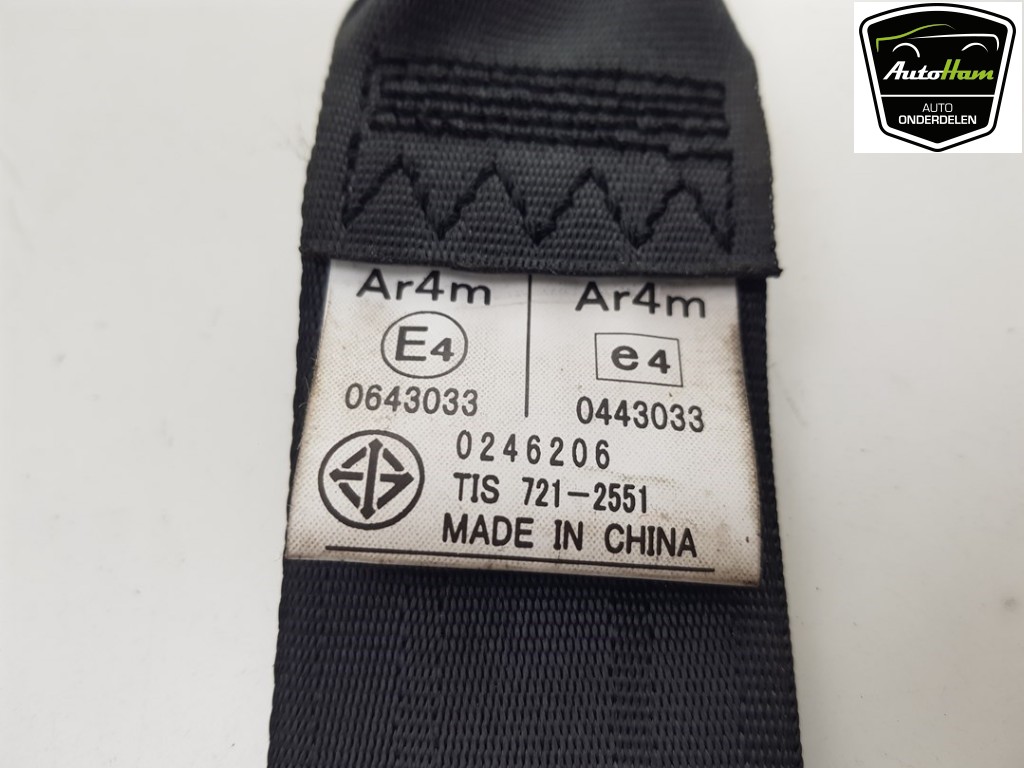 AutoHam
AUTO
ONDERDELEN
Ar4m
E4
0643033
Ar4m
e4
0443033
0246206
TIS 721-2551
MADE IN CHINA